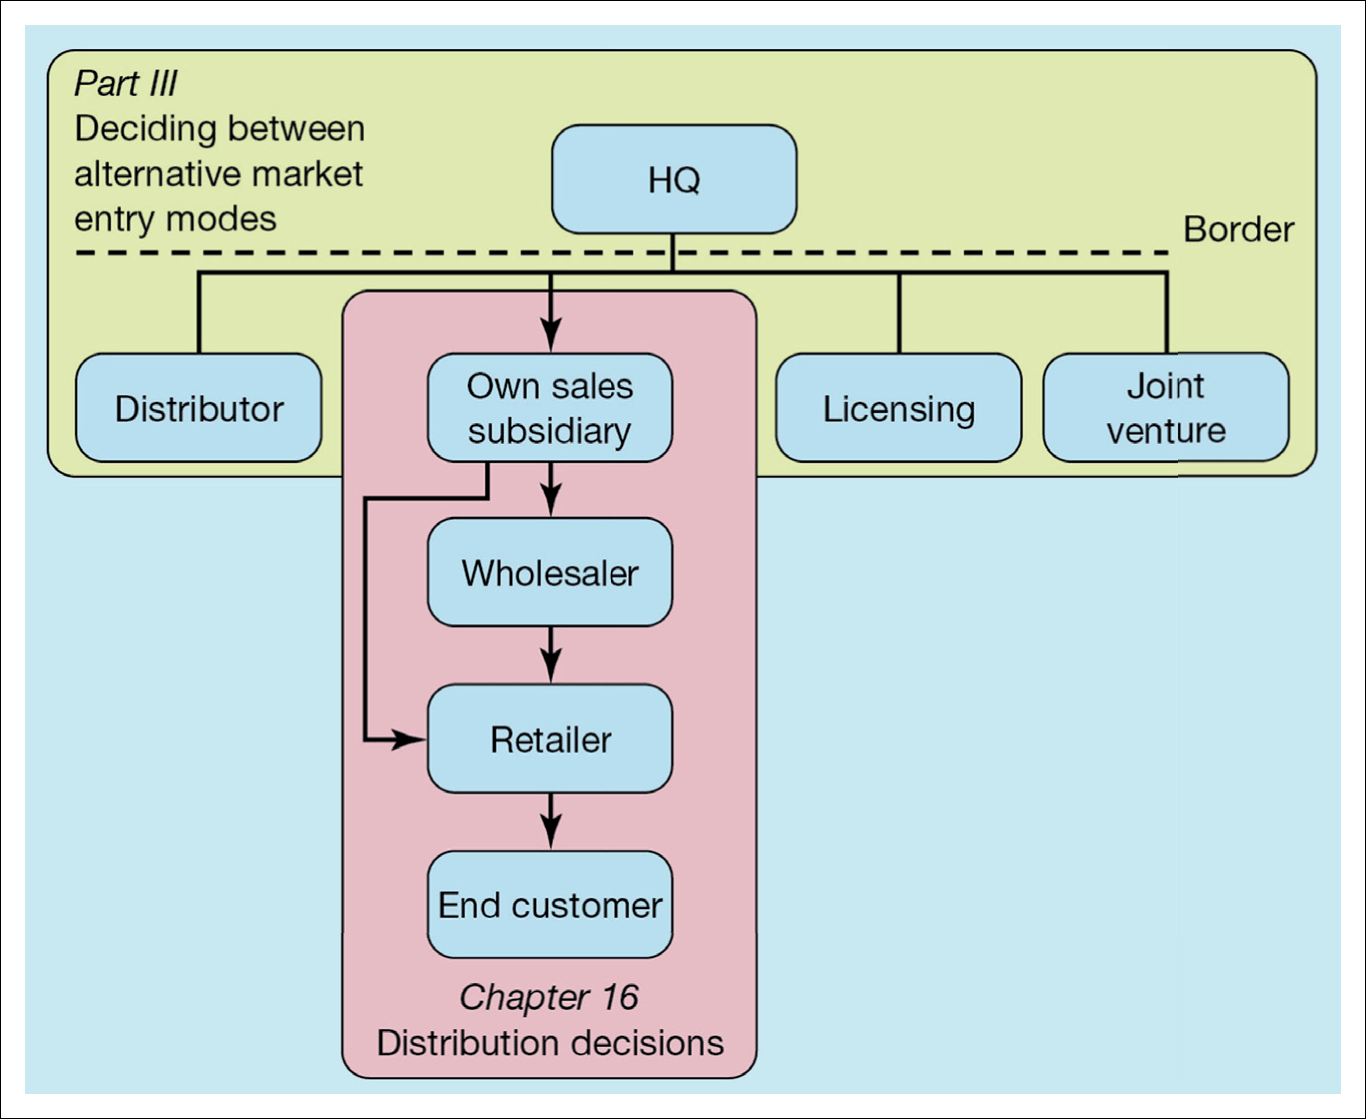 Part III
Deciding between
alternative market
entry modes
HQ
Border
Distributor
Own sales
subsidiary
Licensing
Joint
venture
Wholesaler
Retailer
End customer
Chapter 16
Distribution decisions